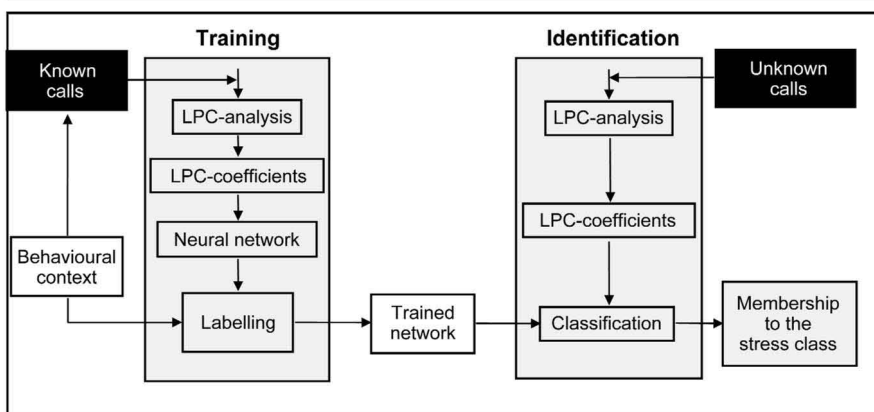 Training
Identification
Known
calls
Unknown
calls
LPC-analysis
LPC-analysis
LPC-coefficients
LPC-coefficients
Neural network
Behavioural
context
Labelling
Trained
network
Classification
Membership
to the
stress class